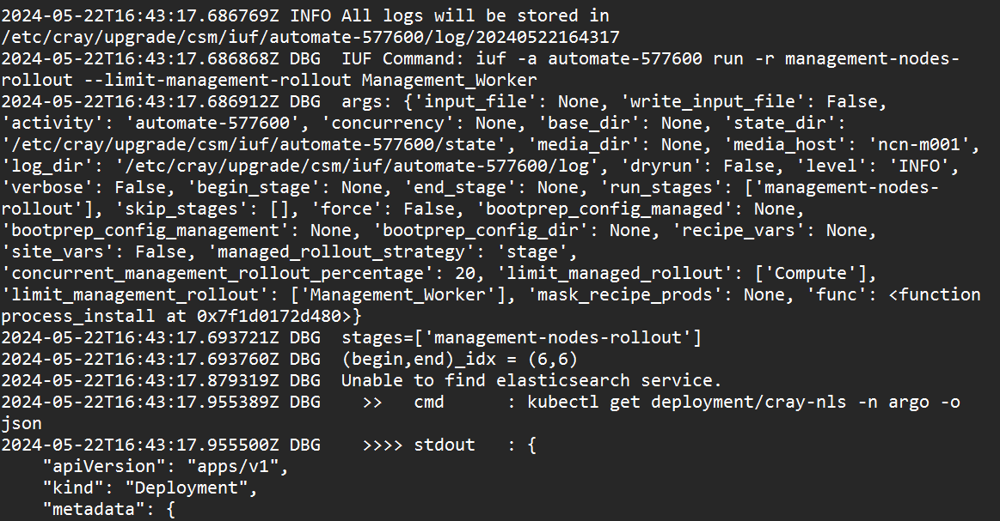 2024-05-22T16:43:17.686769Z INFO All logs will be stored in
/etc/cray/upgrade/csm/iuf/automate-577600/log/20240522164317
2024-05-22T16:43:17.686868Z DBG  IUF Command: iuf -a automate-577600 run -r management-nodes-
rollout --limit-management-rollout Management_Worker
2024-05-22T16:43:17.686912Z DBG  args: {'input_file': None, 'write_input_file': False,
'activity': 'automate-577600', 'concurrency': None, 'base_dir': None, 'state_dir':
'/etc/cray/upgrade/csm/iuf/automate-577600/state', 'media_dir': None, 'media_host': 'ncn-m001',
'log_dir': '/etc/cray/upgrade/csm/iuf/automate-577600/log', 'dryrun': False, 'level': 'INFO',
'verbose': False, 'begin_stage': None, 'end_stage': None, 'run_stages': ['management-nodes-
rollout'], 'skip_stages': [], 'force': False, 'bootprep_config_managed': None,
'bootprep_config_management': None, 'bootprep_config_dir': None, 'recipe_vars': None,
'site_vars': False, 'managed_rollout_strategy': 'stage',
'concurrent_management_rollout_percentage': 20, 'limit_managed_rollout': ['Compute'],
'limit_management_rollout': ['Management_Worker'], 'mask_recipe_prods': None, 'func': <function
process_install at 0x7f1d0172d480>}
2024-05-22T16:43:17.693721Z DBG  stages=['management-nodes-rollout']
2024-05-22T16:43:17.693760Z DBG  (begin,end)_idx = (6,6)
2024-05-22T16:43:17.879319Z DBG  Unable to find elasticsearch service.
2024-05-22T16:43:17.955389Z DBG    >>   cmd      : kubectl get deployment/cray-nls -n argo -o
json
2024-05-22T16:43:17.955500Z DBG    >>>> stdout   : {
    "apiVersion": "apps/v1",
    "kind": "Deployment",
    "metadata": {